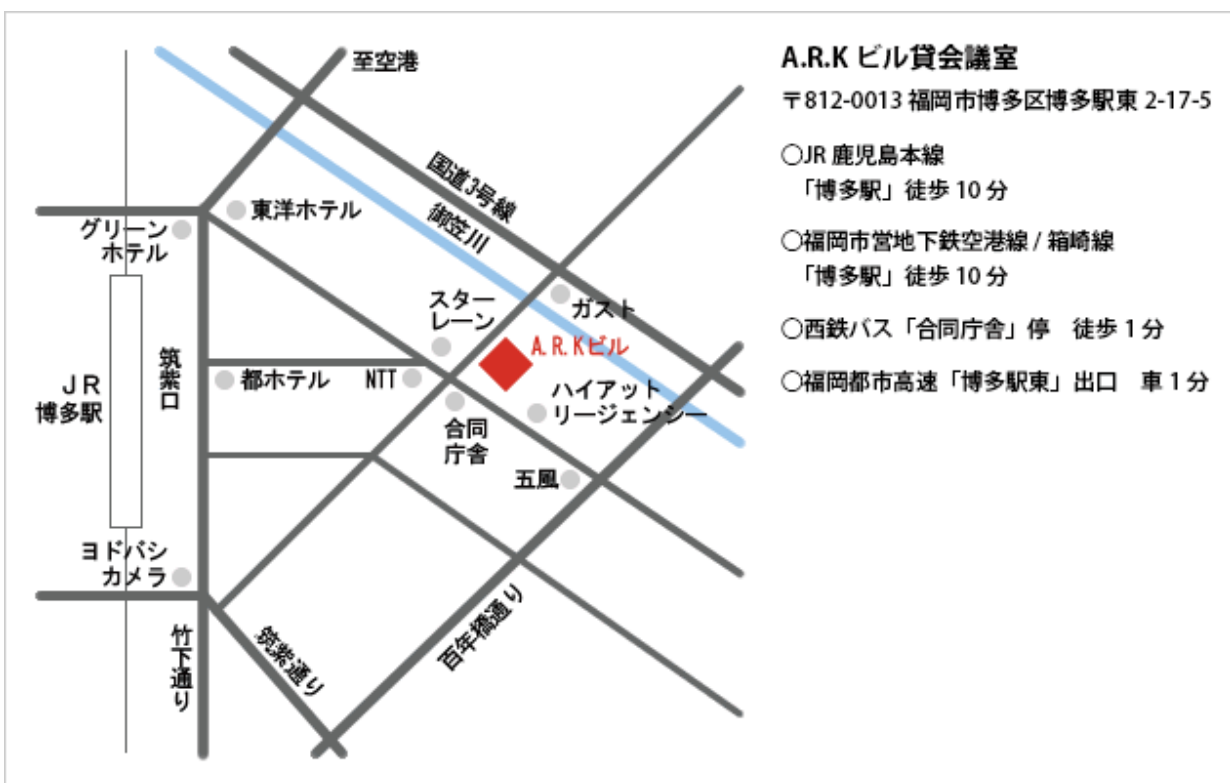 至空港
国道3号線
御笠川
東洋ホテル
グリーン
ホテル
スター
レーン
ガスト
A.R.Kビル
筑紫口
都ホテル
NTT
ハイアット
リージェンシー
JR
博多駅
合同
庁舎
五風
ヨドバシ
カメラ
竹下通り
筑紫通り
百年橋通り
A.R.K ビル貸会議室
〒812-0013 福岡市博多区博多駅東 2-17-5
○JR 鹿児島本線
「博多駅」徒歩 10 分
○福岡市営地下鉄空港線 / 箱崎線
「博多駅」徒歩 10 分
○西鉄バス「合同庁舎」停　徒歩 1 分
○福岡都市高速「博多駅東」出口　車 1 分